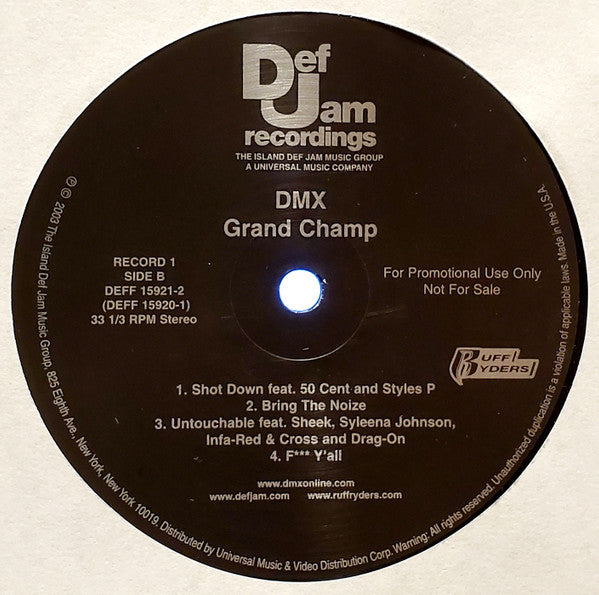 Def
Jam
recordings
THE ISLAND DEF JAM MUSIC GROUP
A UNIVERSAL MUSIC COMPANY
DMX
Grand Champ
RECORD 1
SIDE B
DEFF 15921-2
(DEFF 15920-1)
33 1/3 RPM Stereo
For Promotional Use Only
Not For Sale
RUFF
RYDERS
1. Shot Down feat. 50 Cent and Styles P
2. Bring The Noize
3. Untouchable feat. Sheek, Syleena Johnson,
Infa-Red & Cross and Drag-On
4. F*** Y'all
www.dmxonline.com
www.defjam.com www.ruffryders.com
℗ © 2003 The Island Def Jam Music Group, 825 Eighth Ave., New York, New York 10019. Distributed by Universal Music & Video Distribution Corp. Warning: All rights reserved. Unauthorized duplication is a violation of applicable laws. Made in the U.S.A.